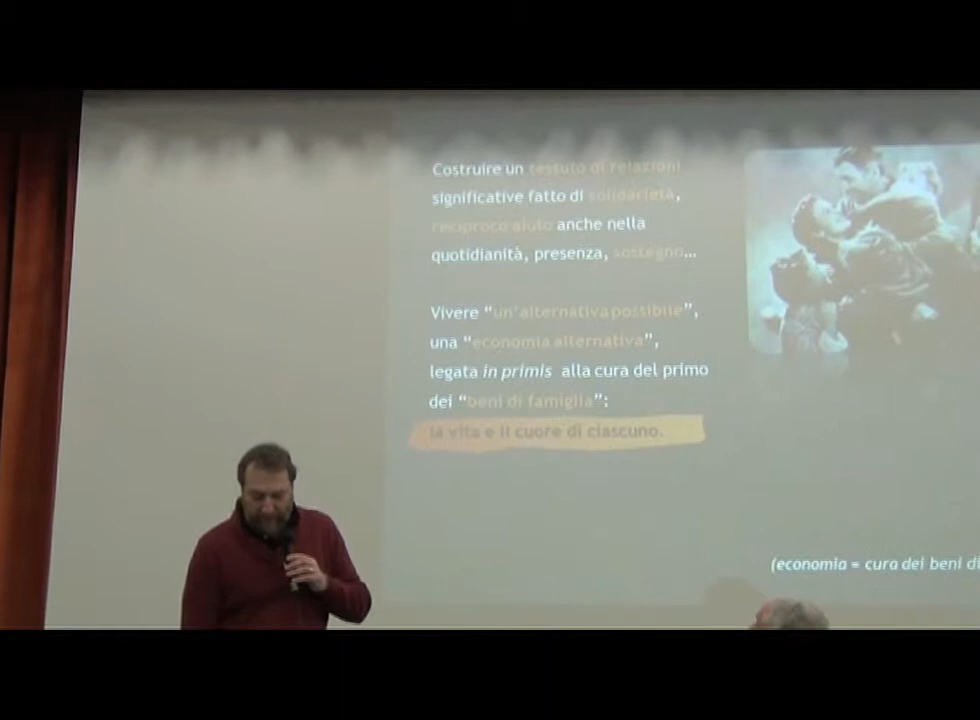 Costruire un tessuto di relazioni
significative fatto di solidarietà,
reciproco aiuto anche nella
quotidianità, presenza, sostegno...
Vivere “un'alternativa possibile”,
una “economia alternativa”,
legata in primis alla cura del primo
dei “beni di famiglia”:
la vita e il cuore di ciascuno.
(economia = cura dei beni di